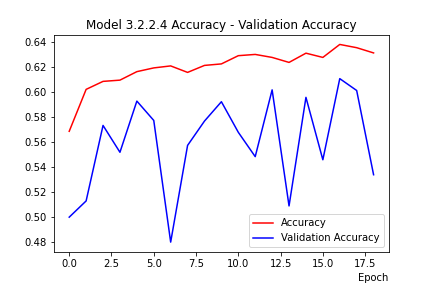 Model 3.2.2.4 Accuracy - Validation Accuracy
0.64
0.62
0.60
0.58
0.56
0.54
0.52
0.50
0.48
Accuracy
Validation Accuracy
0.0 2.5 5.0 7.5 10.0 12.5 15.0 17.5
Epoch